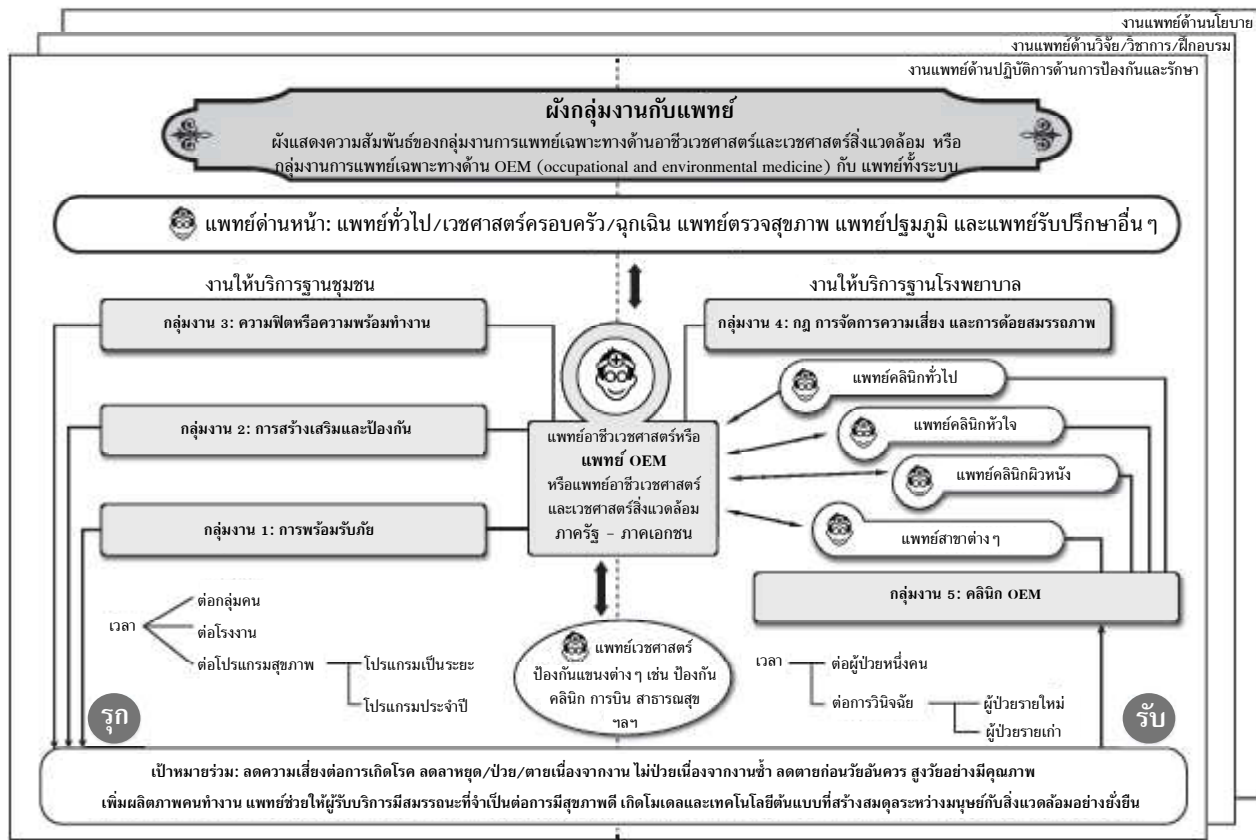 งานแพทย์ด้านนโยบาย
งานแพทย์ด้านวิจัย/วิชาการ/ฝึกอบรม
งานแพทย์ด้านปฏิบัติการด้านการป้องกันและรักษา
ผังกลุ่มงานกับแพทย์
ผังแสดงความสัมพันธ์ของกลุ่มงานการแพทย์เฉพาะทางด้านอาชีวเวชศาสตร์และเวชศาสตร์สิ่งแวดล้อม หรือ
กลุ่มงานการแพทย์เฉพาะทางด้าน OEM (occupational and environmental medicine) กับ แพทย์ทั้งระบบ
แพทย์ด่านหน้า: แพทย์ทั่วไป/เวชศาสตร์ครอบครัว/ฉุกเฉิน แพทย์ตรวจสุขภาพ แพทย์ปฐมภูมิ และแพทย์รับปรึกษาอื่นๆ
งานให้บริการฐานชุมชน
งานให้บริการฐานโรงพยาบาล
กลุ่มงาน 3: ความฟิตหรือความพร้อมทำงาน
กลุ่มงาน 4: กฎ การจัดการความเสี่ยง และการด้อยสมรรถภาพ
แพทย์คลินิกทั่วไป
กลุ่มงาน 2: การสร้างเสริมและป้องกัน
แพทย์อาชีวเวชศาสตร์หรือ
แพทย์ OEM
หรือแพทย์อาชีวเวชศาสตร์
และเวชศาสตร์สิ่งแวดล้อม
ภาครัฐ - ภาคเอกชน
แพทย์คลินิกหัวใจ
แพทย์คลินิกผิวหนัง
กลุ่มงาน 1: การพร้อมรับภัย
แพทย์สาขาต่างๆ
กลุ่มงาน 5: คลินิก OEM
เวลา
ต่อกลุ่มคน
ต่อโรงงาน
ต่อโปรแกรมสุขภาพ
โปรแกรมเป็นระยะ
โปรแกรมประจำปี
แพทย์เวชศาสตร์
ป้องกันแขนงต่างๆ เช่น ป้องกัน
คลินิก การบิน สาธารณสุข
ฯลฯ
เวลา
ต่อผู้ป่วยหนึ่งคน
ต่อการวินิจฉัย
ผู้ป่วยรายใหม่
ผู้ป่วยรายเก่า
รุก
รับ
เป้าหมายร่วม: ลดความเสี่ยงต่อการเกิดโรค ลดลาหยุด/ป่วย/ตายเนื่องจากงาน ไม่ป่วยเนื่องจากงานซ้ำ ลดตายก่อนวัยอันควร สูงวัยอย่างมีคุณภาพ
เพิ่มผลิตภาพคนทำงาน แพทย์ช่วยให้ผู้รับบริการมีสมรรถนะที่จำเป็นต่อการมีสุขภาพดี เกิดโมเดลและเทคโนโลยีต้นแบบที่สร้างสมดุลระหว่างมนุษย์กับสิ่งแวดล้อมอย่างยั่งยืน